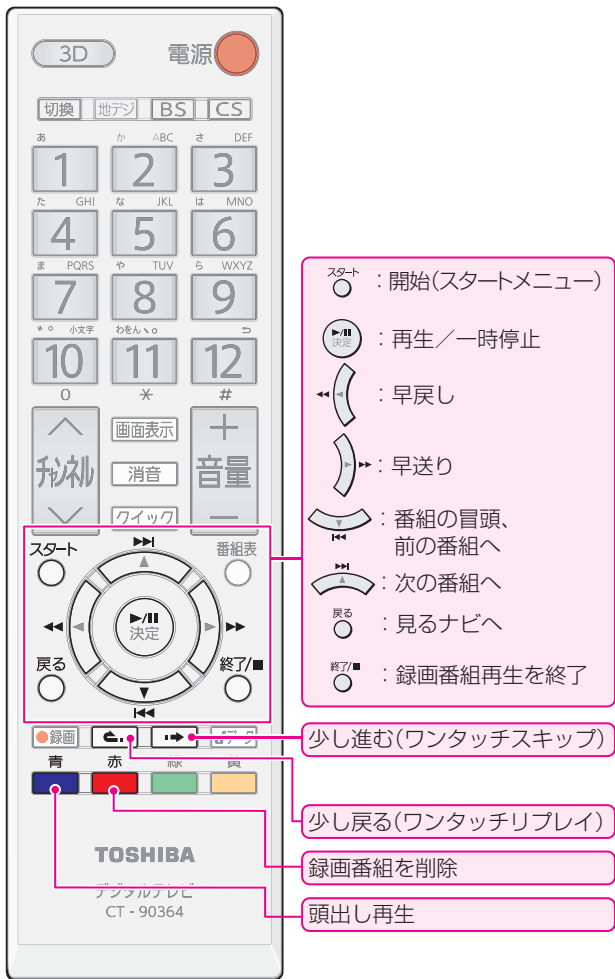 3D 電源
切換 地デジ BS CS
あ か ABC さ DEF
1 2 3
た GHI な JKL は MNO
4 5 6
ま PQRS や TUV ら WXYZ
7 8 9
゛゜ 小文字 わをん、。
10 11 12
0 ＊ #
画面表示
チャンネル 消音 音量
クイック
スタート 番組表
決定
戻る 終了/■
●録画 dデータ
青 赤 緑 黄
TOSHIBA
デジタルテレビ
CT - 90364
スタート ：開始(スタートメニュー)
▶/II 決定 ：再生／一時停止
◀◀ ：早戻し
▶▶ ：早送り
：番組の冒頭、
前の番組へ
：次の番組へ
戻る ：見るナビへ
終了/■ ：録画番組再生を終了
少し進む(ワンタッチスキップ)
少し戻る(ワンタッチリプレイ)
録画番組を削除
頭出し再生